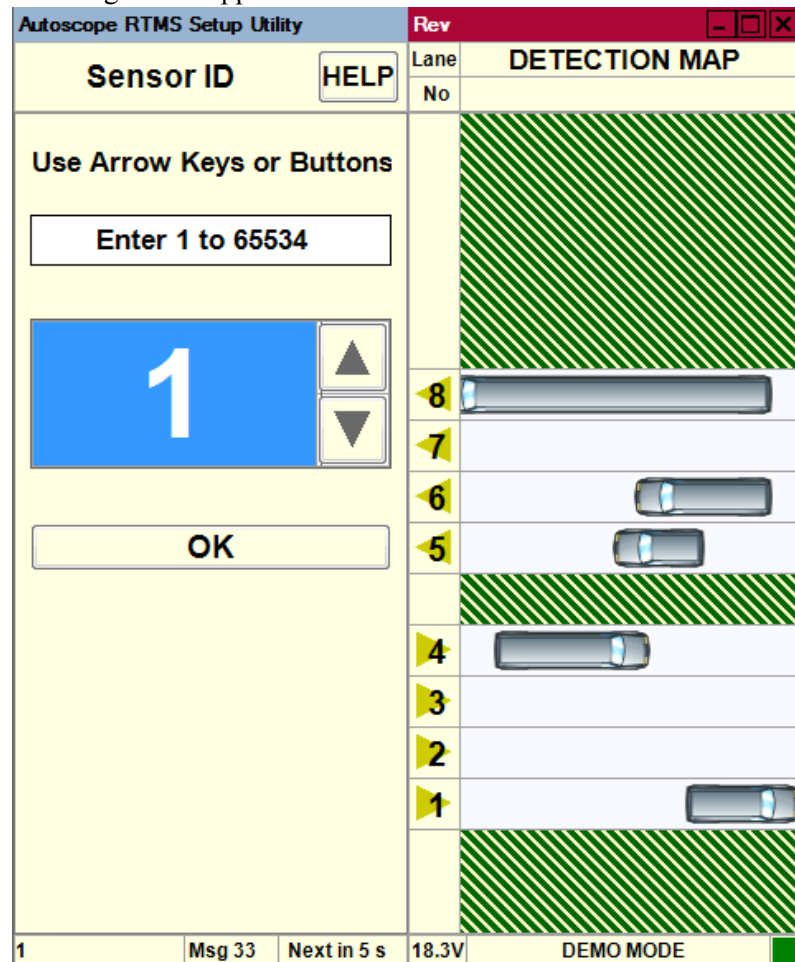 Autoscope RTMS Setup Utility
Rev
Sensor ID
HELP
Lane
No
DETECTION MAP
Use Arrow Keys or Buttons
Enter 1 to 65534
1
OK
8
7
6
5
4
3
2
1
1
Msg 33
Next in 5 s
18.3V
DEMO MODE